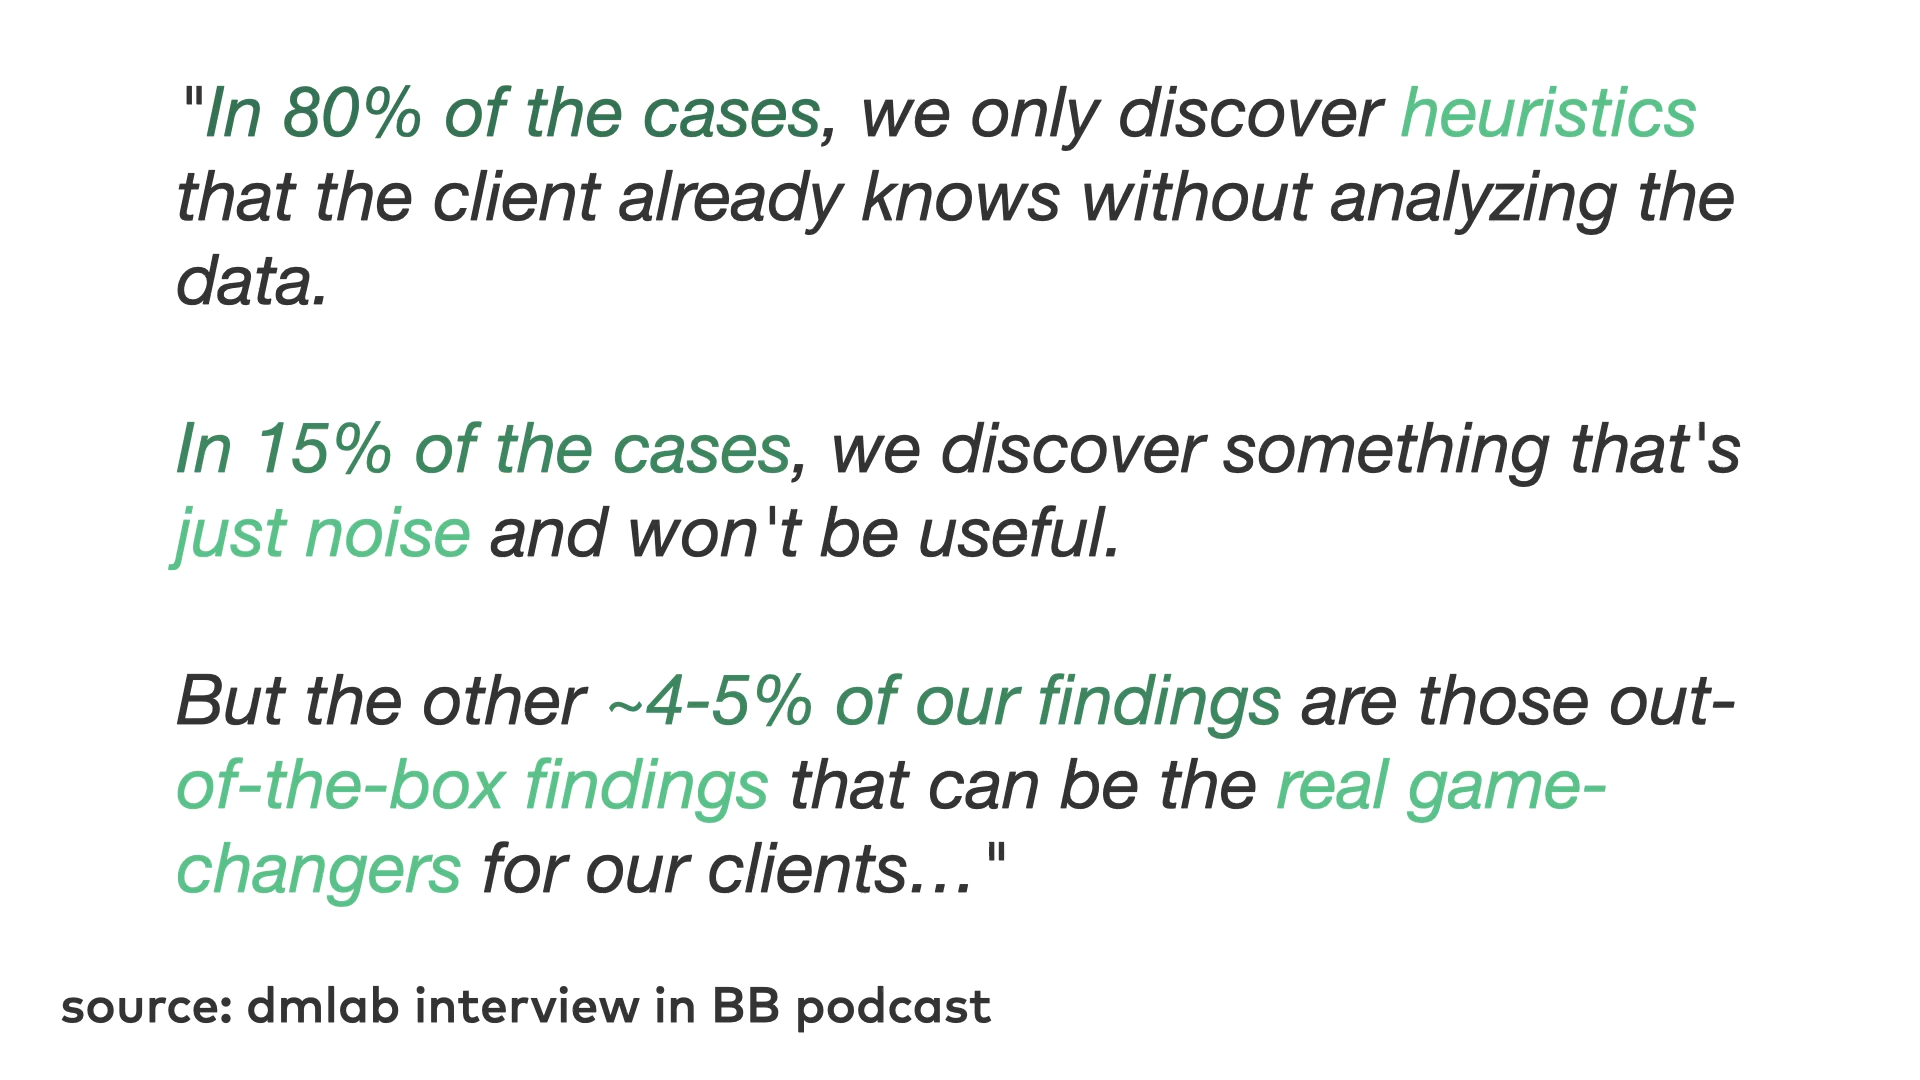 "In 80% of the cases, we only discover heuristics
that the client already knows without analyzing the
data.
In 15% of the cases, we discover something that's
just noise and won't be useful.
But the other ~4-5% of our findings are those out-
of-the-box findings that can be the real game-
changers for our clients…"
source: dmlab interview in BB podcast